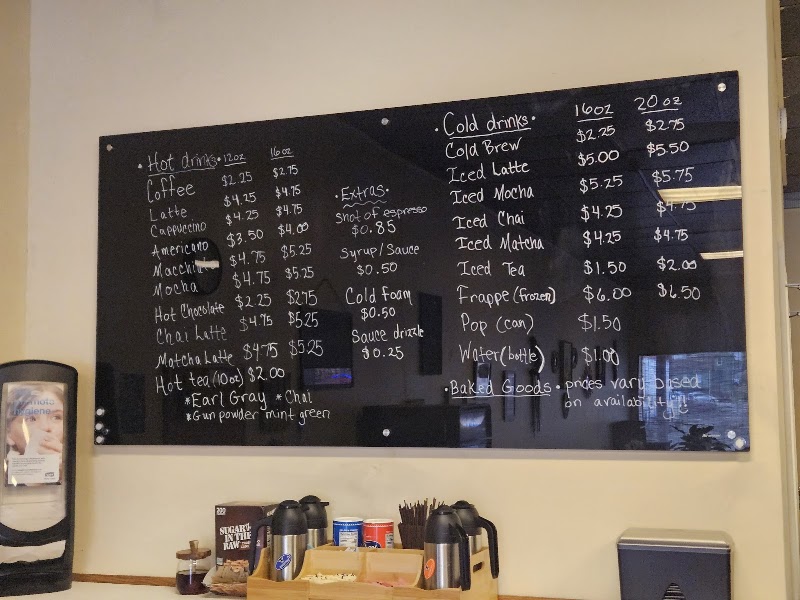 • Hot drinks • 12oz 16oz
Coffee $2.25 $2.75
Latte $4.25 $4.75
Cappuccino $4.25 $4.75
Americano $3.50 $4.00
Macchiato $4.75 $5.25
Mocha $4.75 $5.25
Hot Chocolate $2.25 $2.75
Chai Latte $4.75 $5.25
Matcha Latte $4.75 $5.25
Hot tea (10oz) $2.00
*Earl Gray *Chai
*Gunpowder mint green
• Extras •
Shot of espresso
$0.85
Syrup/Sauce
$0.50
Cold foam
$0.50
Sauce drizzle
$0.25
• Cold drinks • 16oz 20oz
Cold Brew $2.25 $2.75
Iced Latte $5.00 $5.50
Iced Mocha $5.25 $5.75
Iced Chai $4.25 $4.75
Iced Matcha $4.25 $4.75
Iced Tea $1.50 $2.00
Frappe (frozen) $6.00 $6.50
Pop (can) $1.50
Water (bottle) $1.00
• Baked Goods • prices vary based
on availability!!
SUGAR
IN THE
RAW